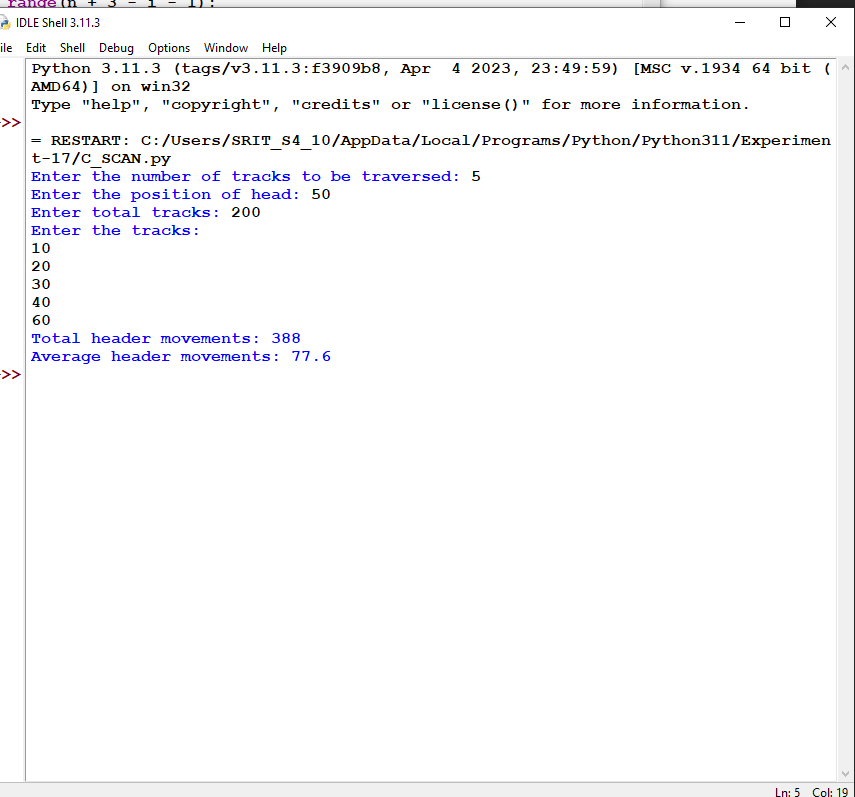 range(n + 3 - i - 1):
IDLE Shell 3.11.3
ile Edit Shell Debug Options Window Help
Python 3.11.3 (tags/v3.11.3:f3909b8, Apr  4 2023, 23:49:59) [MSC v.1934 64 bit (
AMD64)] on win32
Type "help", "copyright", "credits" or "license()" for more information.
>>
= RESTART: C:/Users/SRIT_S4_10/AppData/Local/Programs/Python/Python311/Experimen
t-17/C_SCAN.py
Enter the number of tracks to be traversed: 5
Enter the position of head: 50
Enter total tracks: 200
Enter the tracks:
10
20
30
40
60
Total header movements: 388
Average header movements: 77.6
>>
Ln: 5 Col: 19